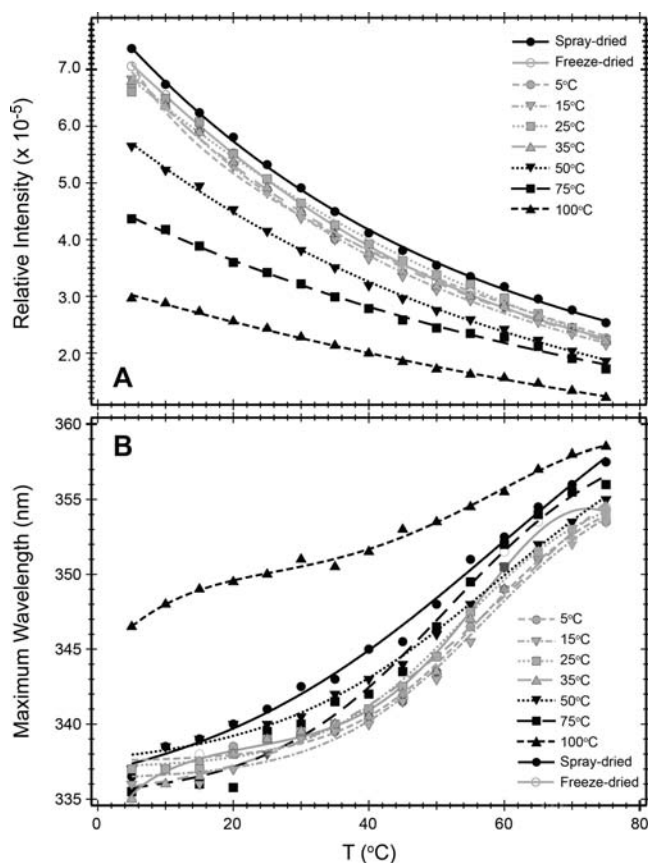 7.0
6.0
5.0
4.0
3.0
2.0
Relative Intensity (x 10-5)
Spray-dried
Freeze-dried
5°C
15°C
25°C
35°C
50°C
75°C
100°C
A
360
355
350
345
340
335
Maximum Wavelength (nm)
B
5°C
15°C
25°C
35°C
50°C
75°C
100°C
Spray-dried
Freeze-dried
0 20 40 60 80
T (°C)